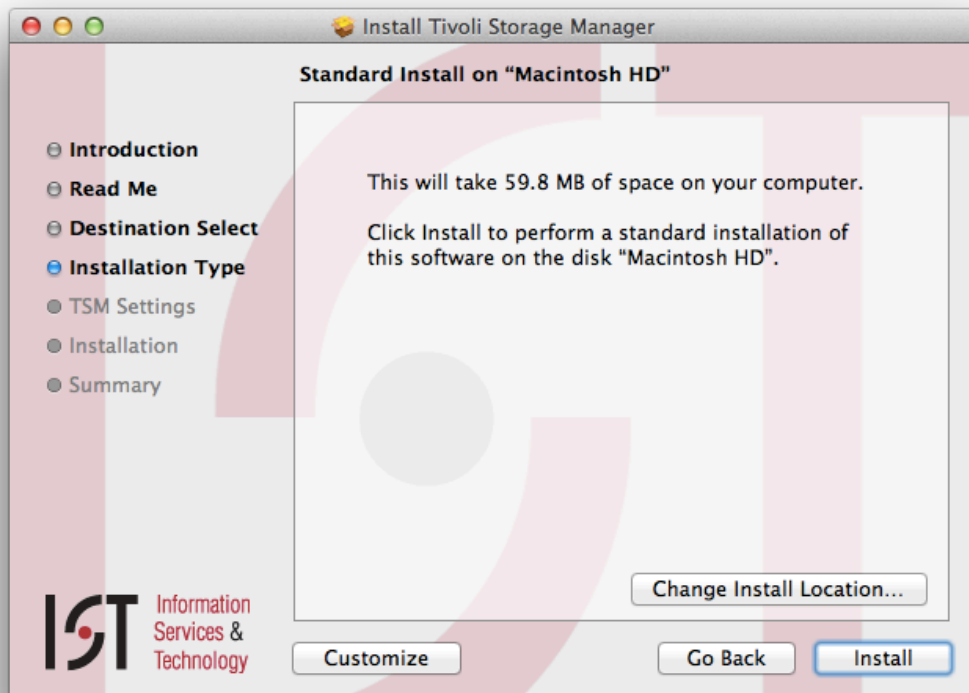 Install Tivoli Storage Manager
Standard Install on “Macintosh HD”
Introduction
Read Me
Destination Select
Installation Type
TSM Settings
Installation
Summary
This will take 59.8 MB of space on your computer.
Click Install to perform a standard installation of
this software on the disk “Macintosh HD”.
Change Install Location...
IST
Information
Services &
Technology
Customize
Go Back
Install